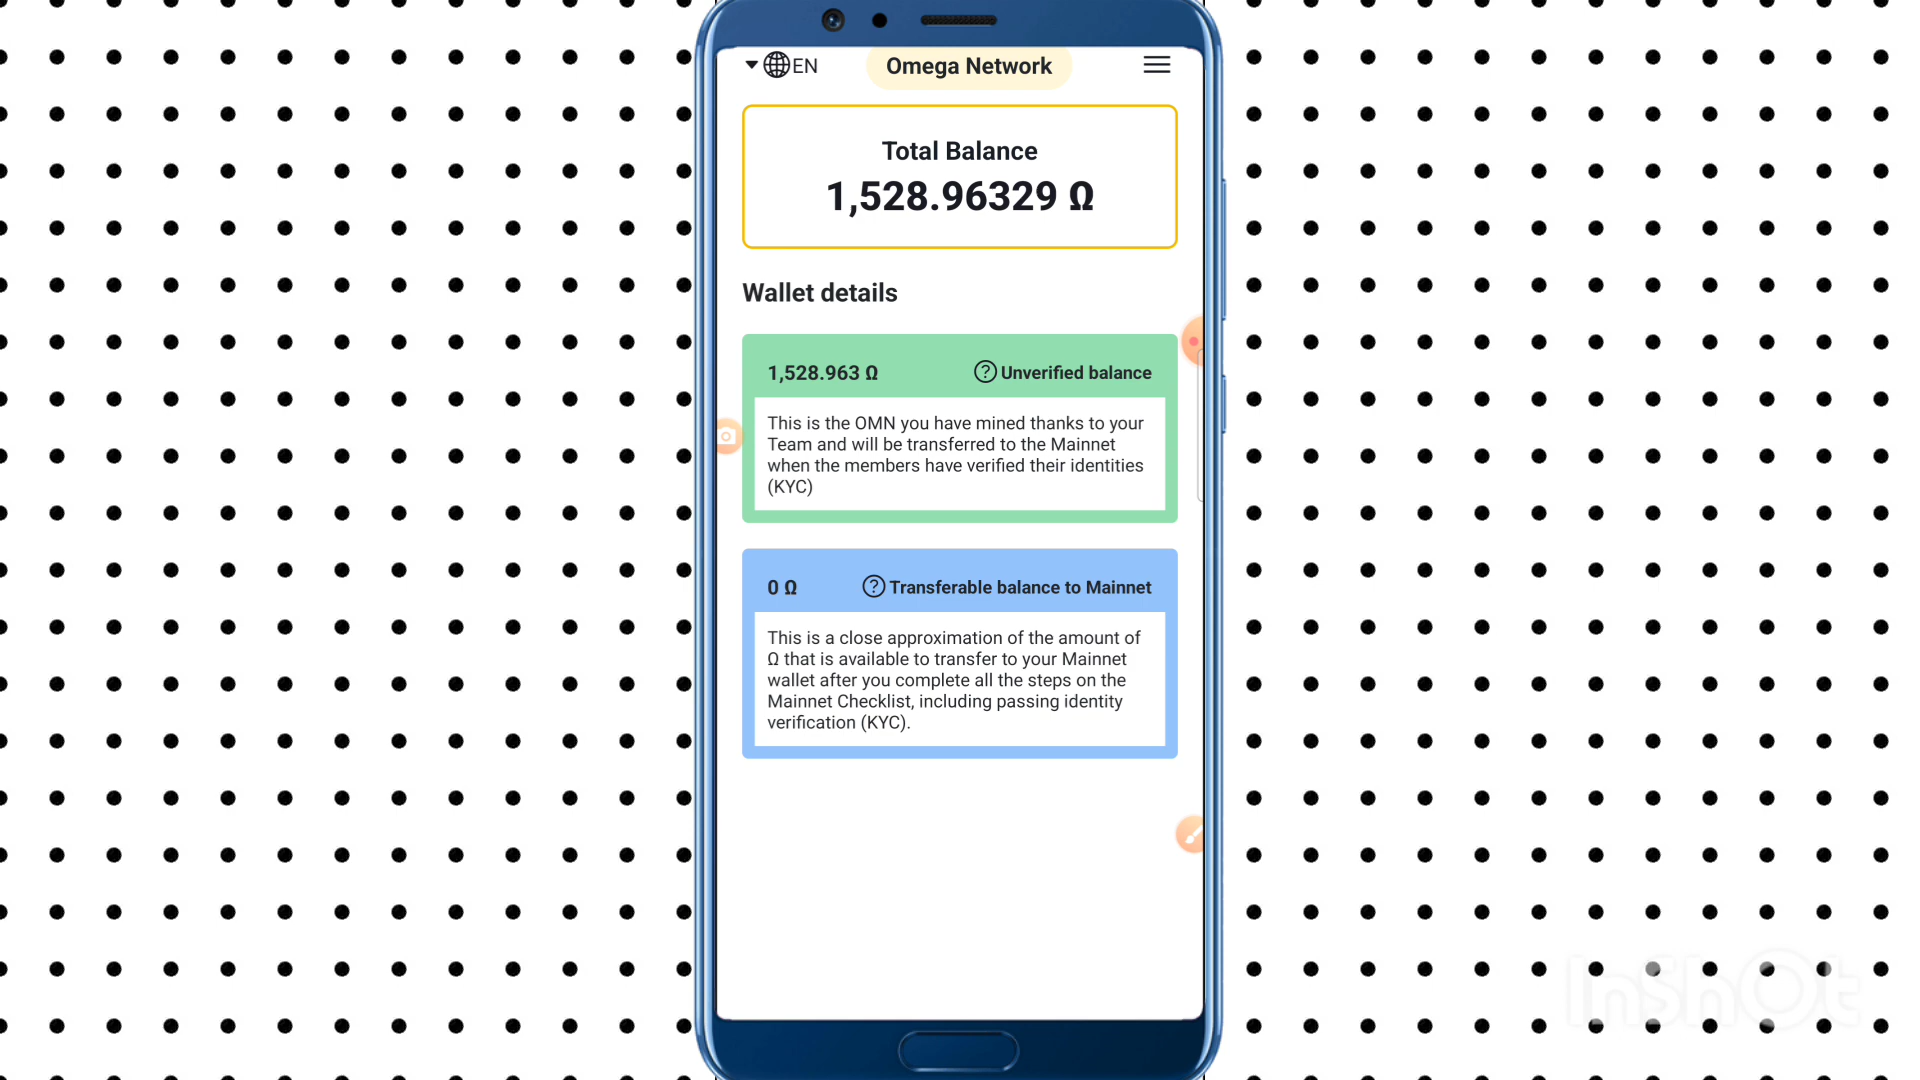 EN
Omega Network
Total Balance
1,528.96329 Ω
Wallet details
1,528.963 Ω
Unverified balance
This is the OMN you have mined thanks to your
Team and will be transferred to the Mainnet
when the members have verified their identities
(KYC)
0 Ω
Transferable balance to Mainnet
This is a close approximation of the amount of
Ω that is available to transfer to your Mainnet
wallet after you complete all the steps on the
Mainnet Checklist, including passing identity
verification (KYC).
InShOt